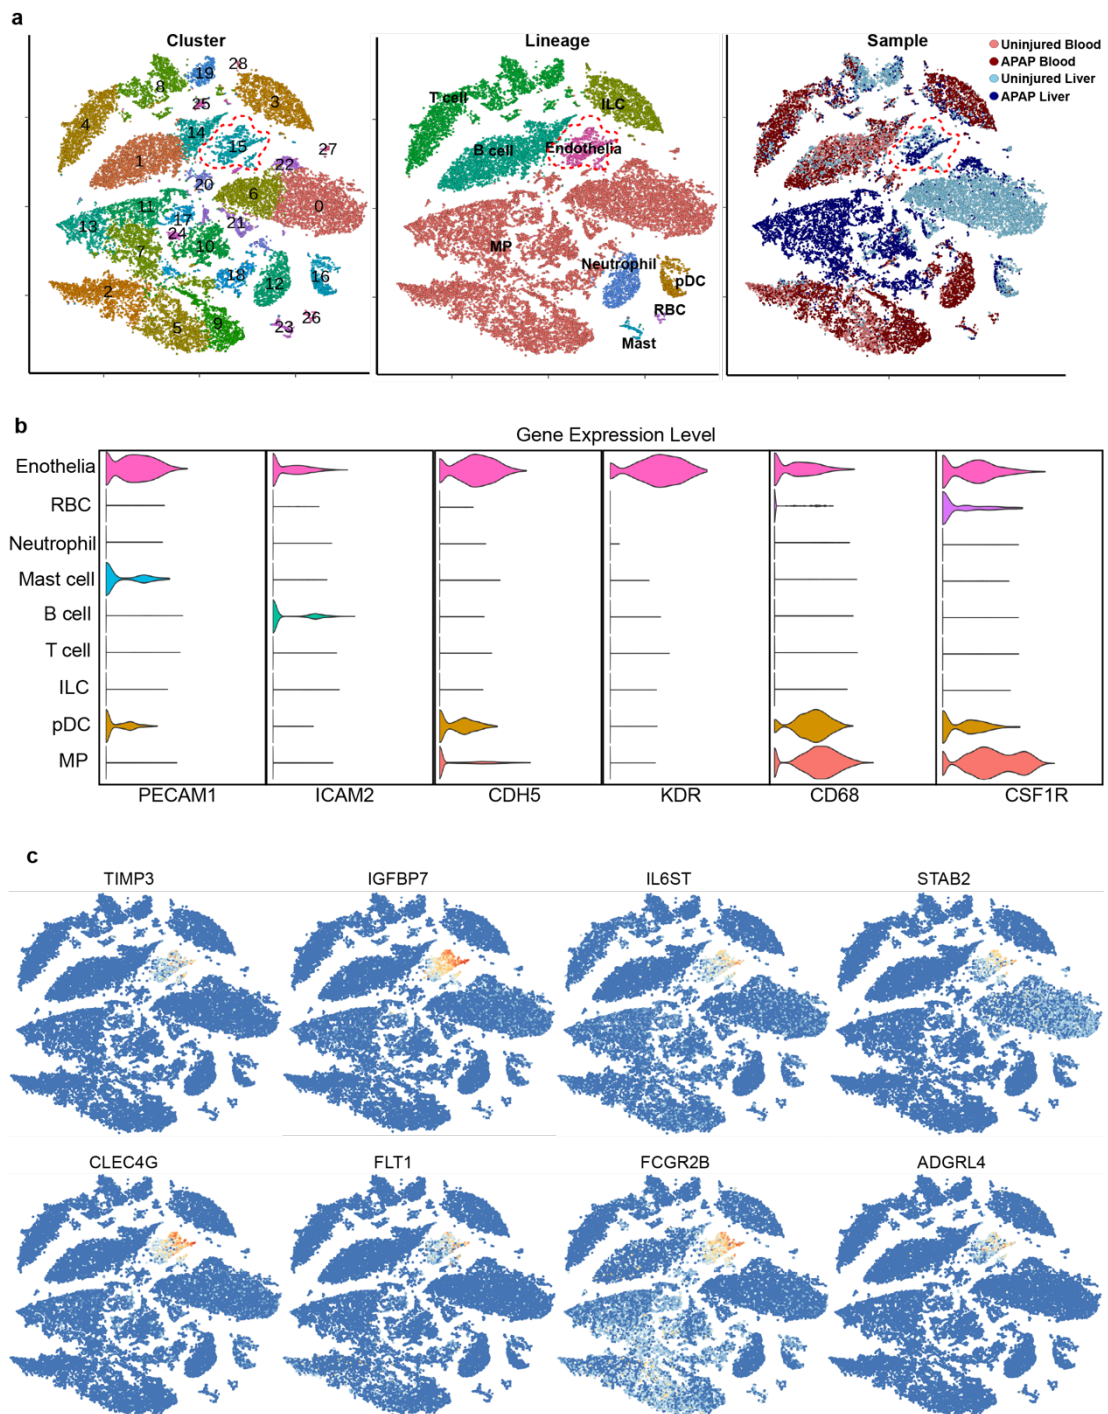 a
Cluster
Lineage
Sample
Uninjured Blood
APAP Blood
Uninjured Liver
APAP Liver
28
19
8
3
25
4
14
15
27
1
22
20
6
0
11
17
21
13
24
10
7
18
16
12
2
5
9
26
23
T cell
ILC
B cell
Endothelia
MP
Neutrophil
pDC
RBC
Mast
b
Gene Expression Level
Enothelia
RBC
Neutrophil
Mast cell
B cell
T cell
ILC
pDC
MP
PECAM1 ICAM2 CDH5 KDR CD68 CSF1R
c
TIMP3 IGFBP7 IL6ST STAB2
CLEC4G FLT1 FCGR2B ADGRL4